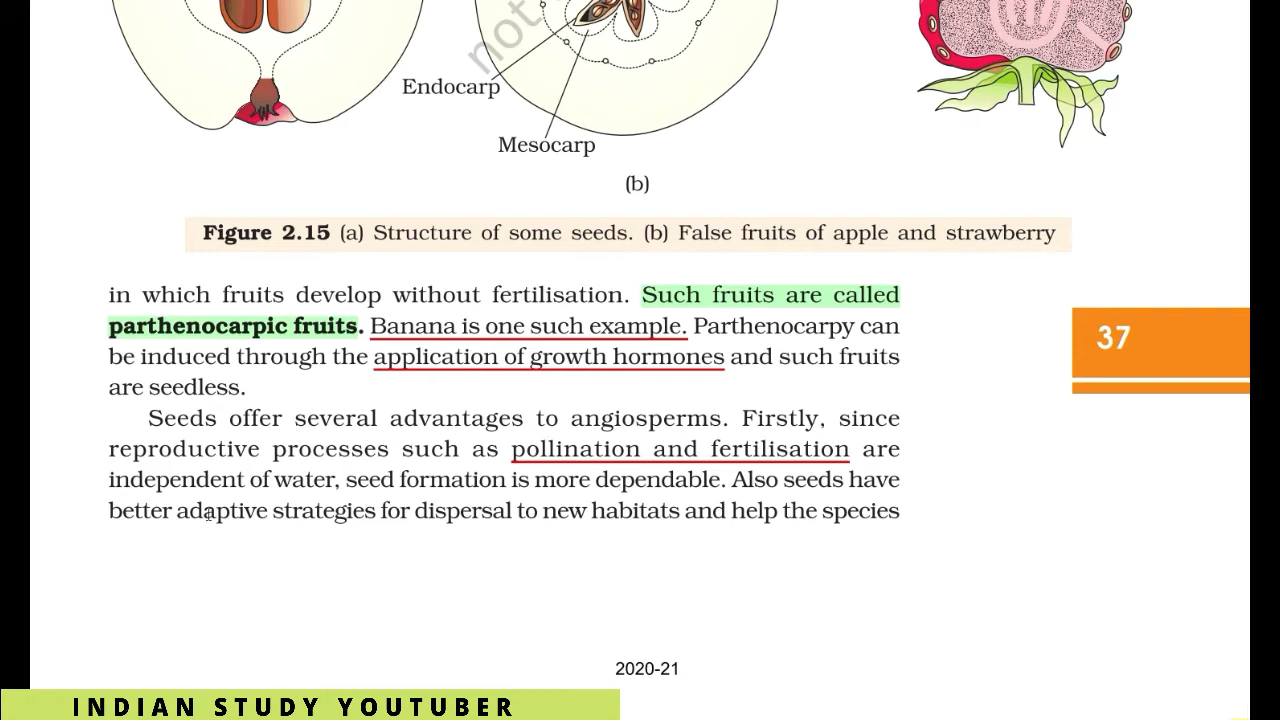 not
Endocarp
Mesocarp
(b)
Figure 2.15 (a) Structure of some seeds. (b) False fruits of apple and strawberry
in which fruits develop without fertilisation. Such fruits are called
parthenocarpic fruits. Banana is one such example. Parthenocarpy can
be induced through the application of growth hormones and such fruits
are seedless.
37
Seeds offer several advantages to angiosperms. Firstly, since
reproductive processes such as pollination and fertilisation are
independent of water, seed formation is more dependable. Also seeds have
better adaptive strategies for dispersal to new habitats and help the species
2020-21
INDIAN STUDY YOUTUBER